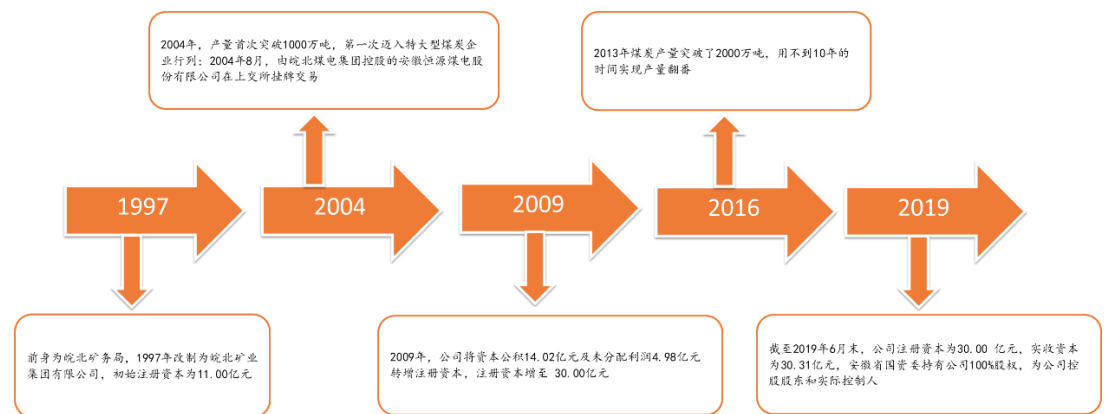 2004年，产量首次突破1000万吨，第一次迈入特大型煤炭企
业行列；2004年8月，由皖北煤电集团控股的安徽恒源煤电股
份有限公司在上交所挂牌交易
2013年煤炭产量突破了2000万吨，用不到10年的
时间实现产量翻番
1997
2004
2009
2016
2019
前身为皖北矿务局，1997年改制为皖北矿业
集团有限公司，初始注册资本为11.00亿元
2009年，公司将资本公积14.02亿元及未分配利润4.98亿元
转增注册资本，注册资本增至 30.00亿元
截至2019年6月末，公司注册资本为30.00 亿元，实收资本
为30.31亿元，安徽省国资委持有公司100%股权，为公司控
股股东和实际控制人